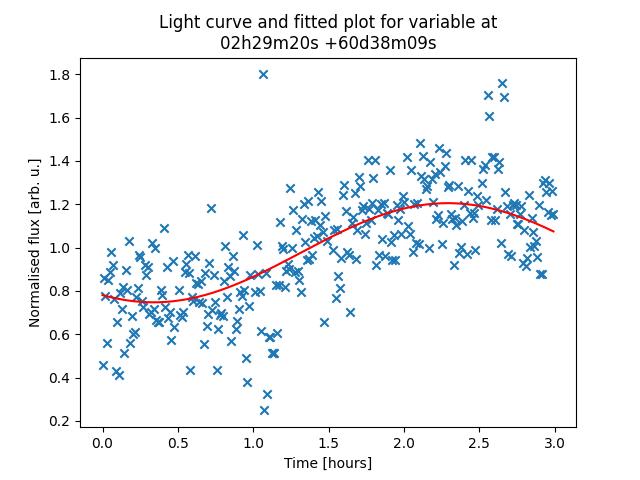 Light curve and fitted plot for variable at
02h29m20s +60d38m09s
1.8
1.6
1.4
1.2
1.0
0.8
0.6
0.4
0.2
Normalised flux [arb. u.]
0.0 0.5 1.0 1.5 2.0 2.5 3.0
Time [hours]